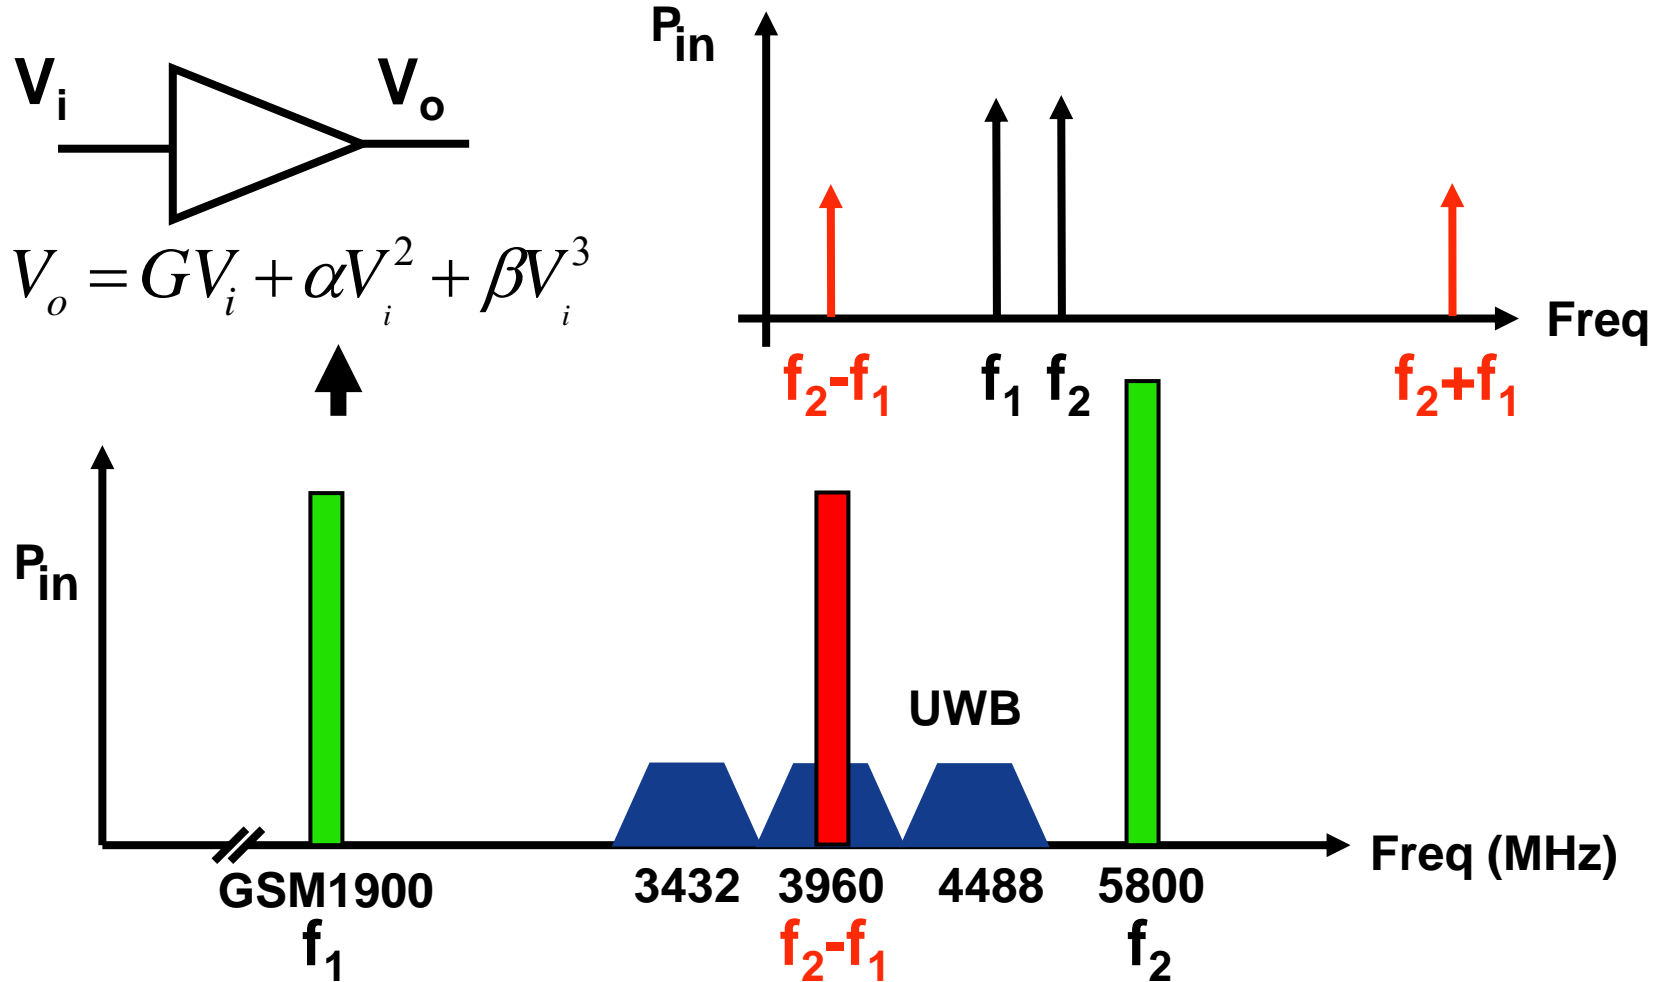 Vi Vo
Vo = GVi + αVi² + βVi³
Pin
Freq
f2-f1 f1 f2 f2+f1
Pin
UWB
Freq (MHz)
GSM1900 3432 3960 4488 5800
f1 f2-f1 f2